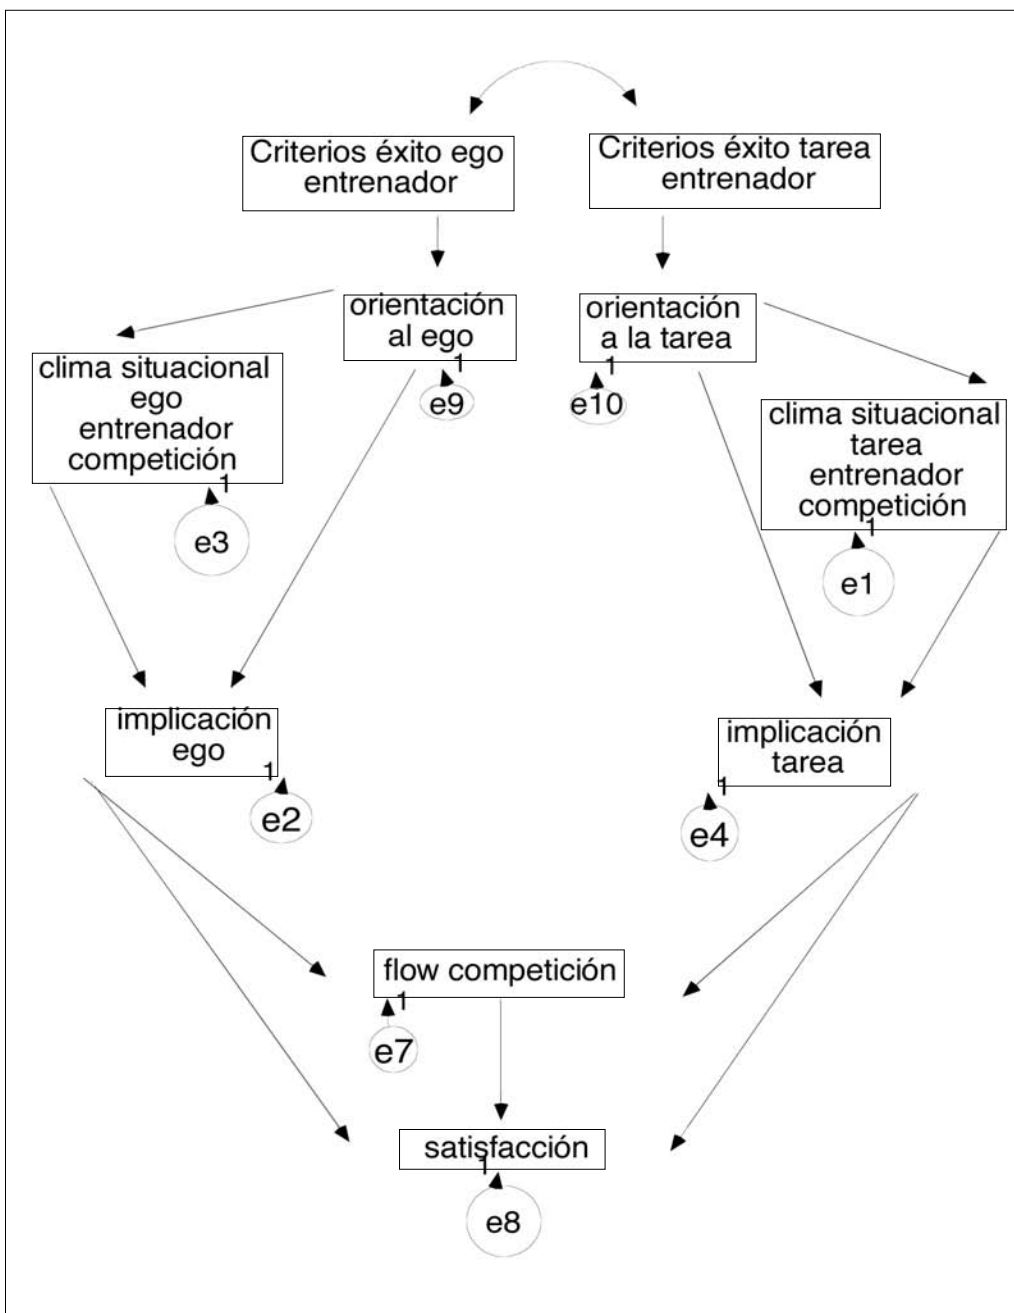 Criterios éxito ego
entrenador
Criterios éxito tarea
entrenador
orientación
al ego
1
e9
orientación
a la tarea
1
e10
clima situacional
ego
entrenador
competición
1
e3
clima situacional
tarea
entrenador
competición
1
e1
implicación
ego
1
e2
implicación
tarea
1
e4
flow competición
1
e7
satisfacción
1
e8